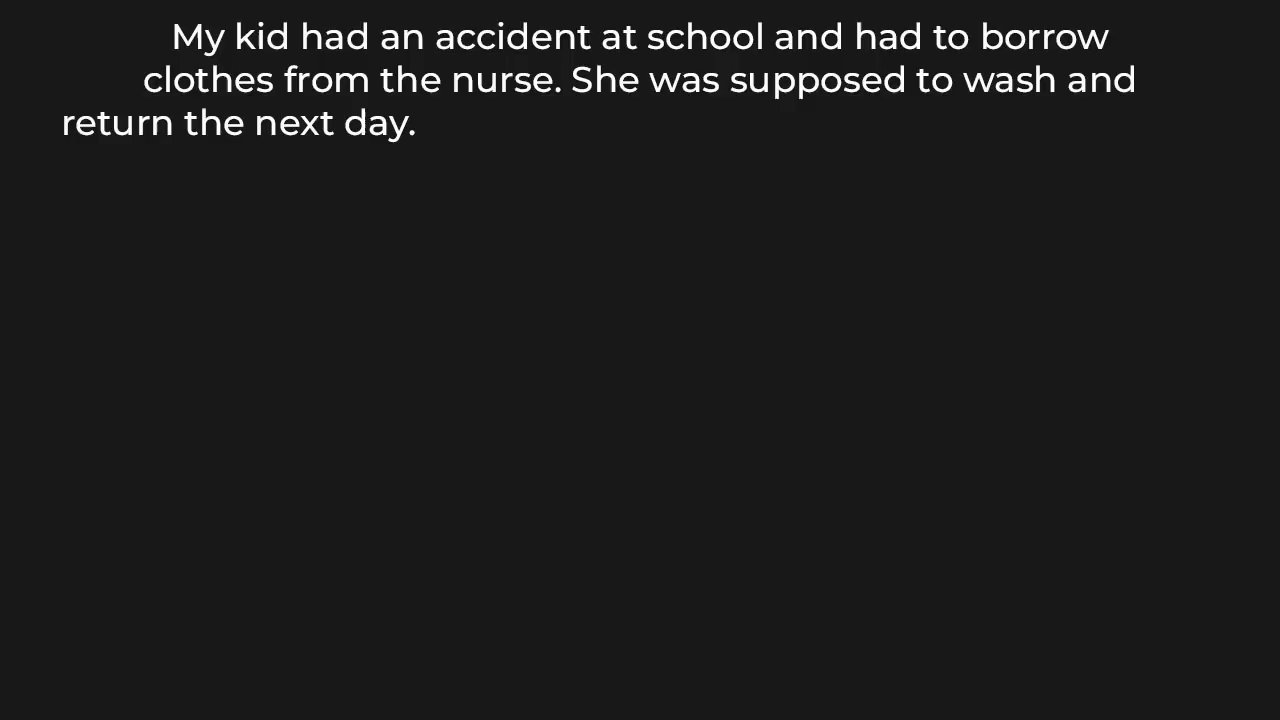 My kid had an accident at school and had to borrow
clothes from the nurse. She was supposed to wash and
return the next day.